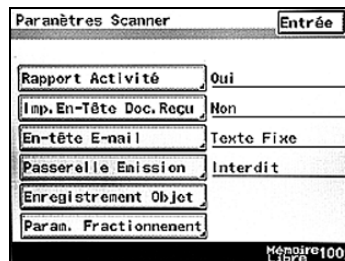 Paramètres Scanner Entrée
Rapport Activité Oui
Imp.En-Tête Doc.Reçu Non
En-tête E-mail Texte Fixe
Passerelle Emission Interdit
Enregistrement Objet
Param. Fractionnement
Mémoire Libre 100